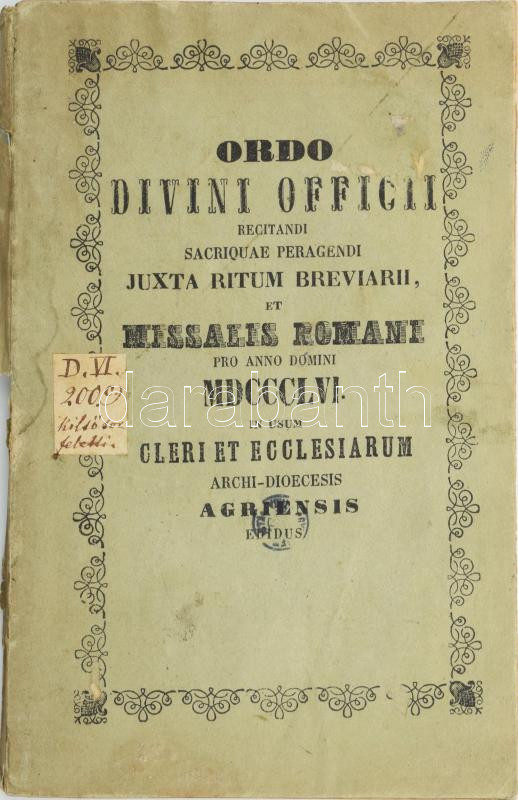 ORDO
DIVINI OFFICII
RECITANDI
SACRIQUAE PERAGENDI
JUXTA RITUM BREVIARII,
ET
MISSALIS ROMANI
PRO ANNO DOMINI
MDCCCLVI.
IN USUM
CLERI ET ECCLESIARUM
ARCHI-DIOECESIS
AGRIENSIS
EDIDUS
D. VI.
2009
darabanth